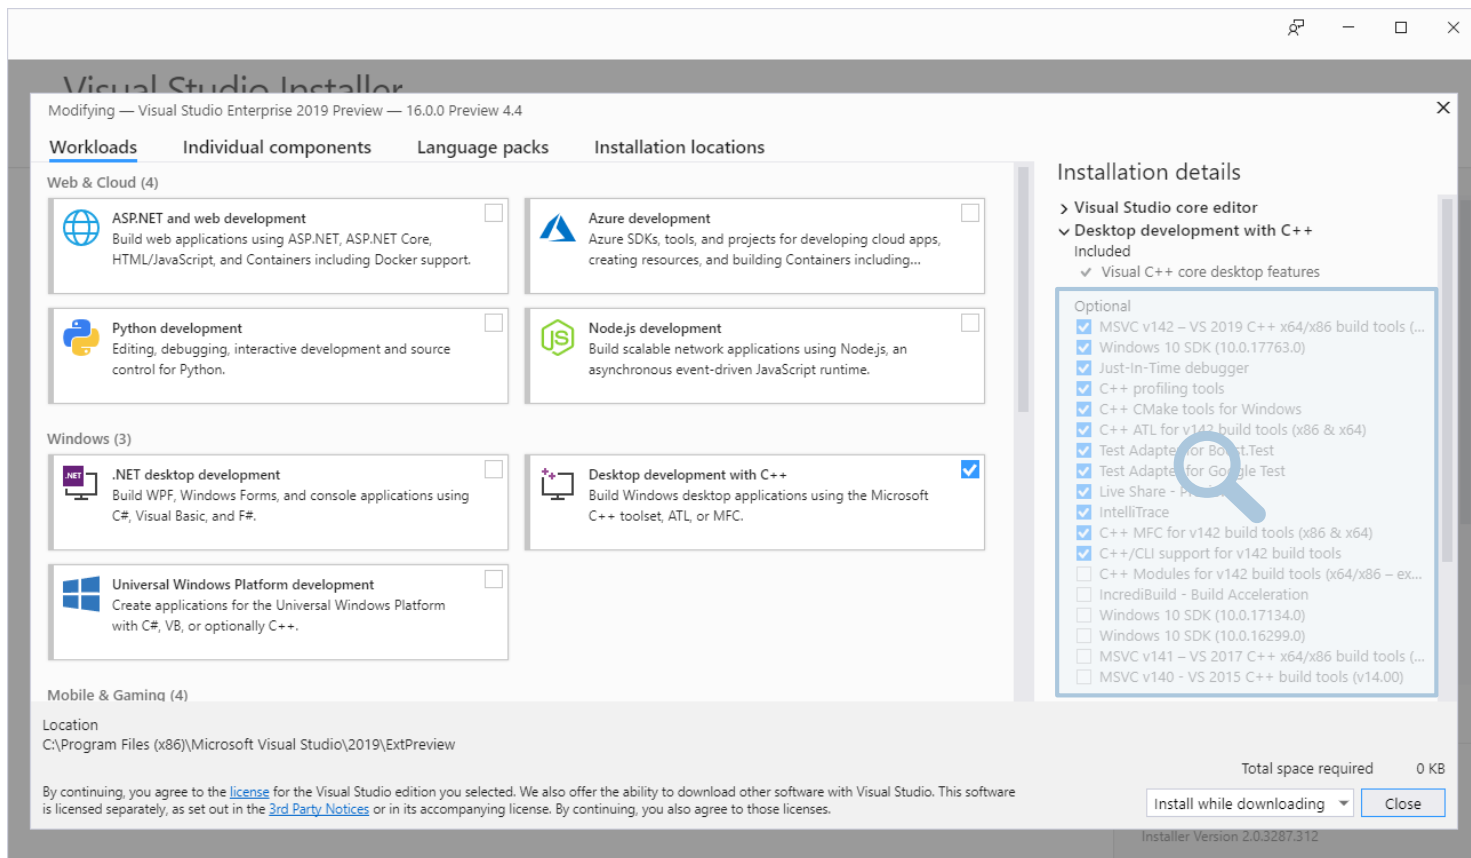 Visual Studio Installer
Modifying — Visual Studio Enterprise 2019 Preview — 16.0.0 Preview 4.4
Workloads
Individual components
Language packs
Installation locations
Web & Cloud (4)
ASP.NET and web development
Build web applications using ASP.NET, ASP.NET Core,
HTML/JavaScript, and Containers including Docker support.
Azure development
Azure SDKs, tools, and projects for developing cloud apps,
creating resources, and building Containers including...
Python development
Editing, debugging, interactive development and source
control for Python.
JS
Node.js development
Build scalable network applications using Node.js, an
asynchronous event-driven JavaScript runtime.
Windows (3)
.NET
.NET desktop development
Build WPF, Windows Forms, and console applications using
C#, Visual Basic, and F#.
Desktop development with C++
Build Windows desktop applications using the Microsoft
C++ toolset, ATL, or MFC.
Universal Windows Platform development
Create applications for the Universal Windows Platform
with C#, VB, or optionally C++.
Mobile & Gaming (4)
Installation details
Visual Studio core editor
Desktop development with C++
Included
Visual C++ core desktop features
Optional
MSVC v142 – VS 2019 C++ x64/x86 build tools (...
Windows 10 SDK (10.0.17763.0)
Just-In-Time debugger
C++ profiling tools
C++ CMake tools for Windows
C++ ATL for v142 build tools (x86 & x64)
Test Adapter for Boost.Test
Test Adapter for Google Test
Live Share -
IntelliTrace
C++ MFC for v142 build tools (x86 & x64)
C++/CLI support for v142 build tools
C++ Modules for v142 build tools (x64/x86 – ex...
IncrediBuild - Build Acceleration
Windows 10 SDK (10.0.17134.0)
Windows 10 SDK (10.0.16299.0)
MSVC v141 – VS 2017 C++ x64/x86 build tools (...
MSVC v140 - VS 2015 C++ build tools (v14.00)
Location
C:\Program Files (x86)\Microsoft Visual Studio\2019\ExtPreview
Total space required 0 KB
By continuing, you agree to the license for the Visual Studio edition you selected. We also offer the ability to download other software with Visual Studio. This software
is licensed separately, as set out in the 3rd Party Notices or in its accompanying license. By continuing, you also agree to those licenses.
Install while downloading
Close
Installer Version 2.0.3287.312